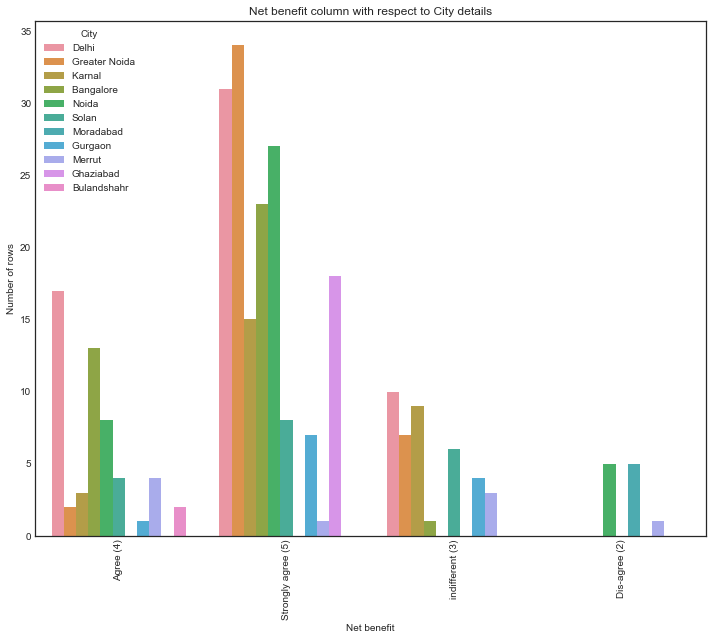 Net benefit column with respect to City details
City
Delhi
Greater Noida
Karnal
Bangalore
Noida
Solan
Moradabad
Gurgaon
Merrut
Ghaziabad
Bulandshahr
Number of rows
35
30
25
20
15
10
5
0
Agree (4)
Strongly agree (5)
indifferent (3)
Dis-agree (2)
Net benefit